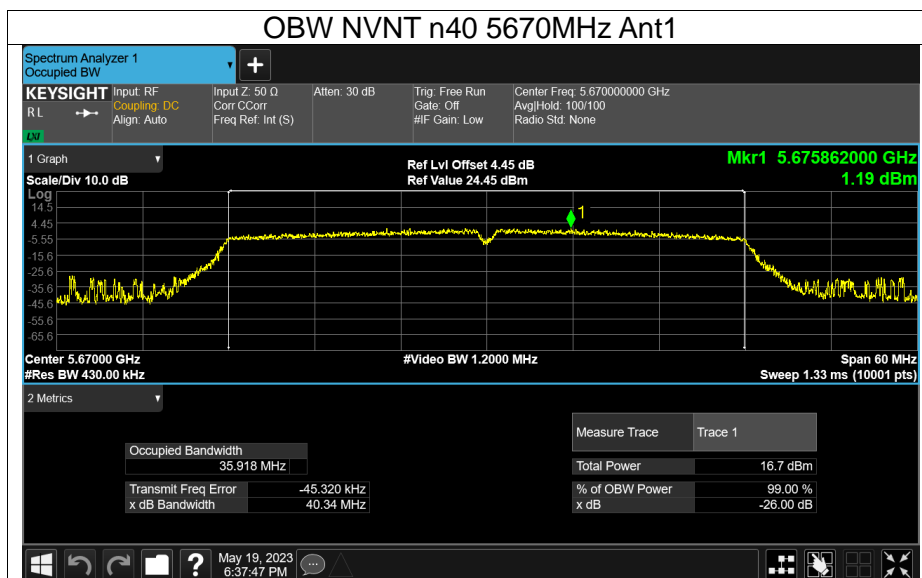 OBW NVNT n40 5670MHz Ant1
Spectrum Analyzer 1
Occupied BW
KEYSIGHT
R L
LXI
Input: RF
Coupling: DC
Align: Auto
Input Z: 50 Ω
Corr CCorr
Freq Ref: Int (S)
Atten: 30 dB
Trig: Free Run
Gate: Off
#IF Gain: Low
Center Freq: 5.670000000 GHz
Avg|Hold: 100/100
Radio Std: None
1 Graph
Scale/Div 10.0 dB
Ref Lvl Offset 4.45 dB
Ref Value 24.45 dBm
Mkr1 5.675862000 GHz
1.19 dBm
Log
14.5
4.45
-5.55
-15.6
-25.6
-35.6
-45.6
-55.6
-65.6
1
Center 5.67000 GHz
#Res BW 430.00 kHz
#Video BW 1.2000 MHz
Span 60 MHz
Sweep 1.33 ms (10001 pts)
2 Metrics
Measure Trace Trace 1
Occupied Bandwidth
35.918 MHz
Total Power 16.7 dBm
Transmit Freq Error -45.320 kHz
% of OBW Power 99.00 %
x dB Bandwidth 40.34 MHz
x dB -26.00 dB
?
May 19, 2023
6:37:47 PM